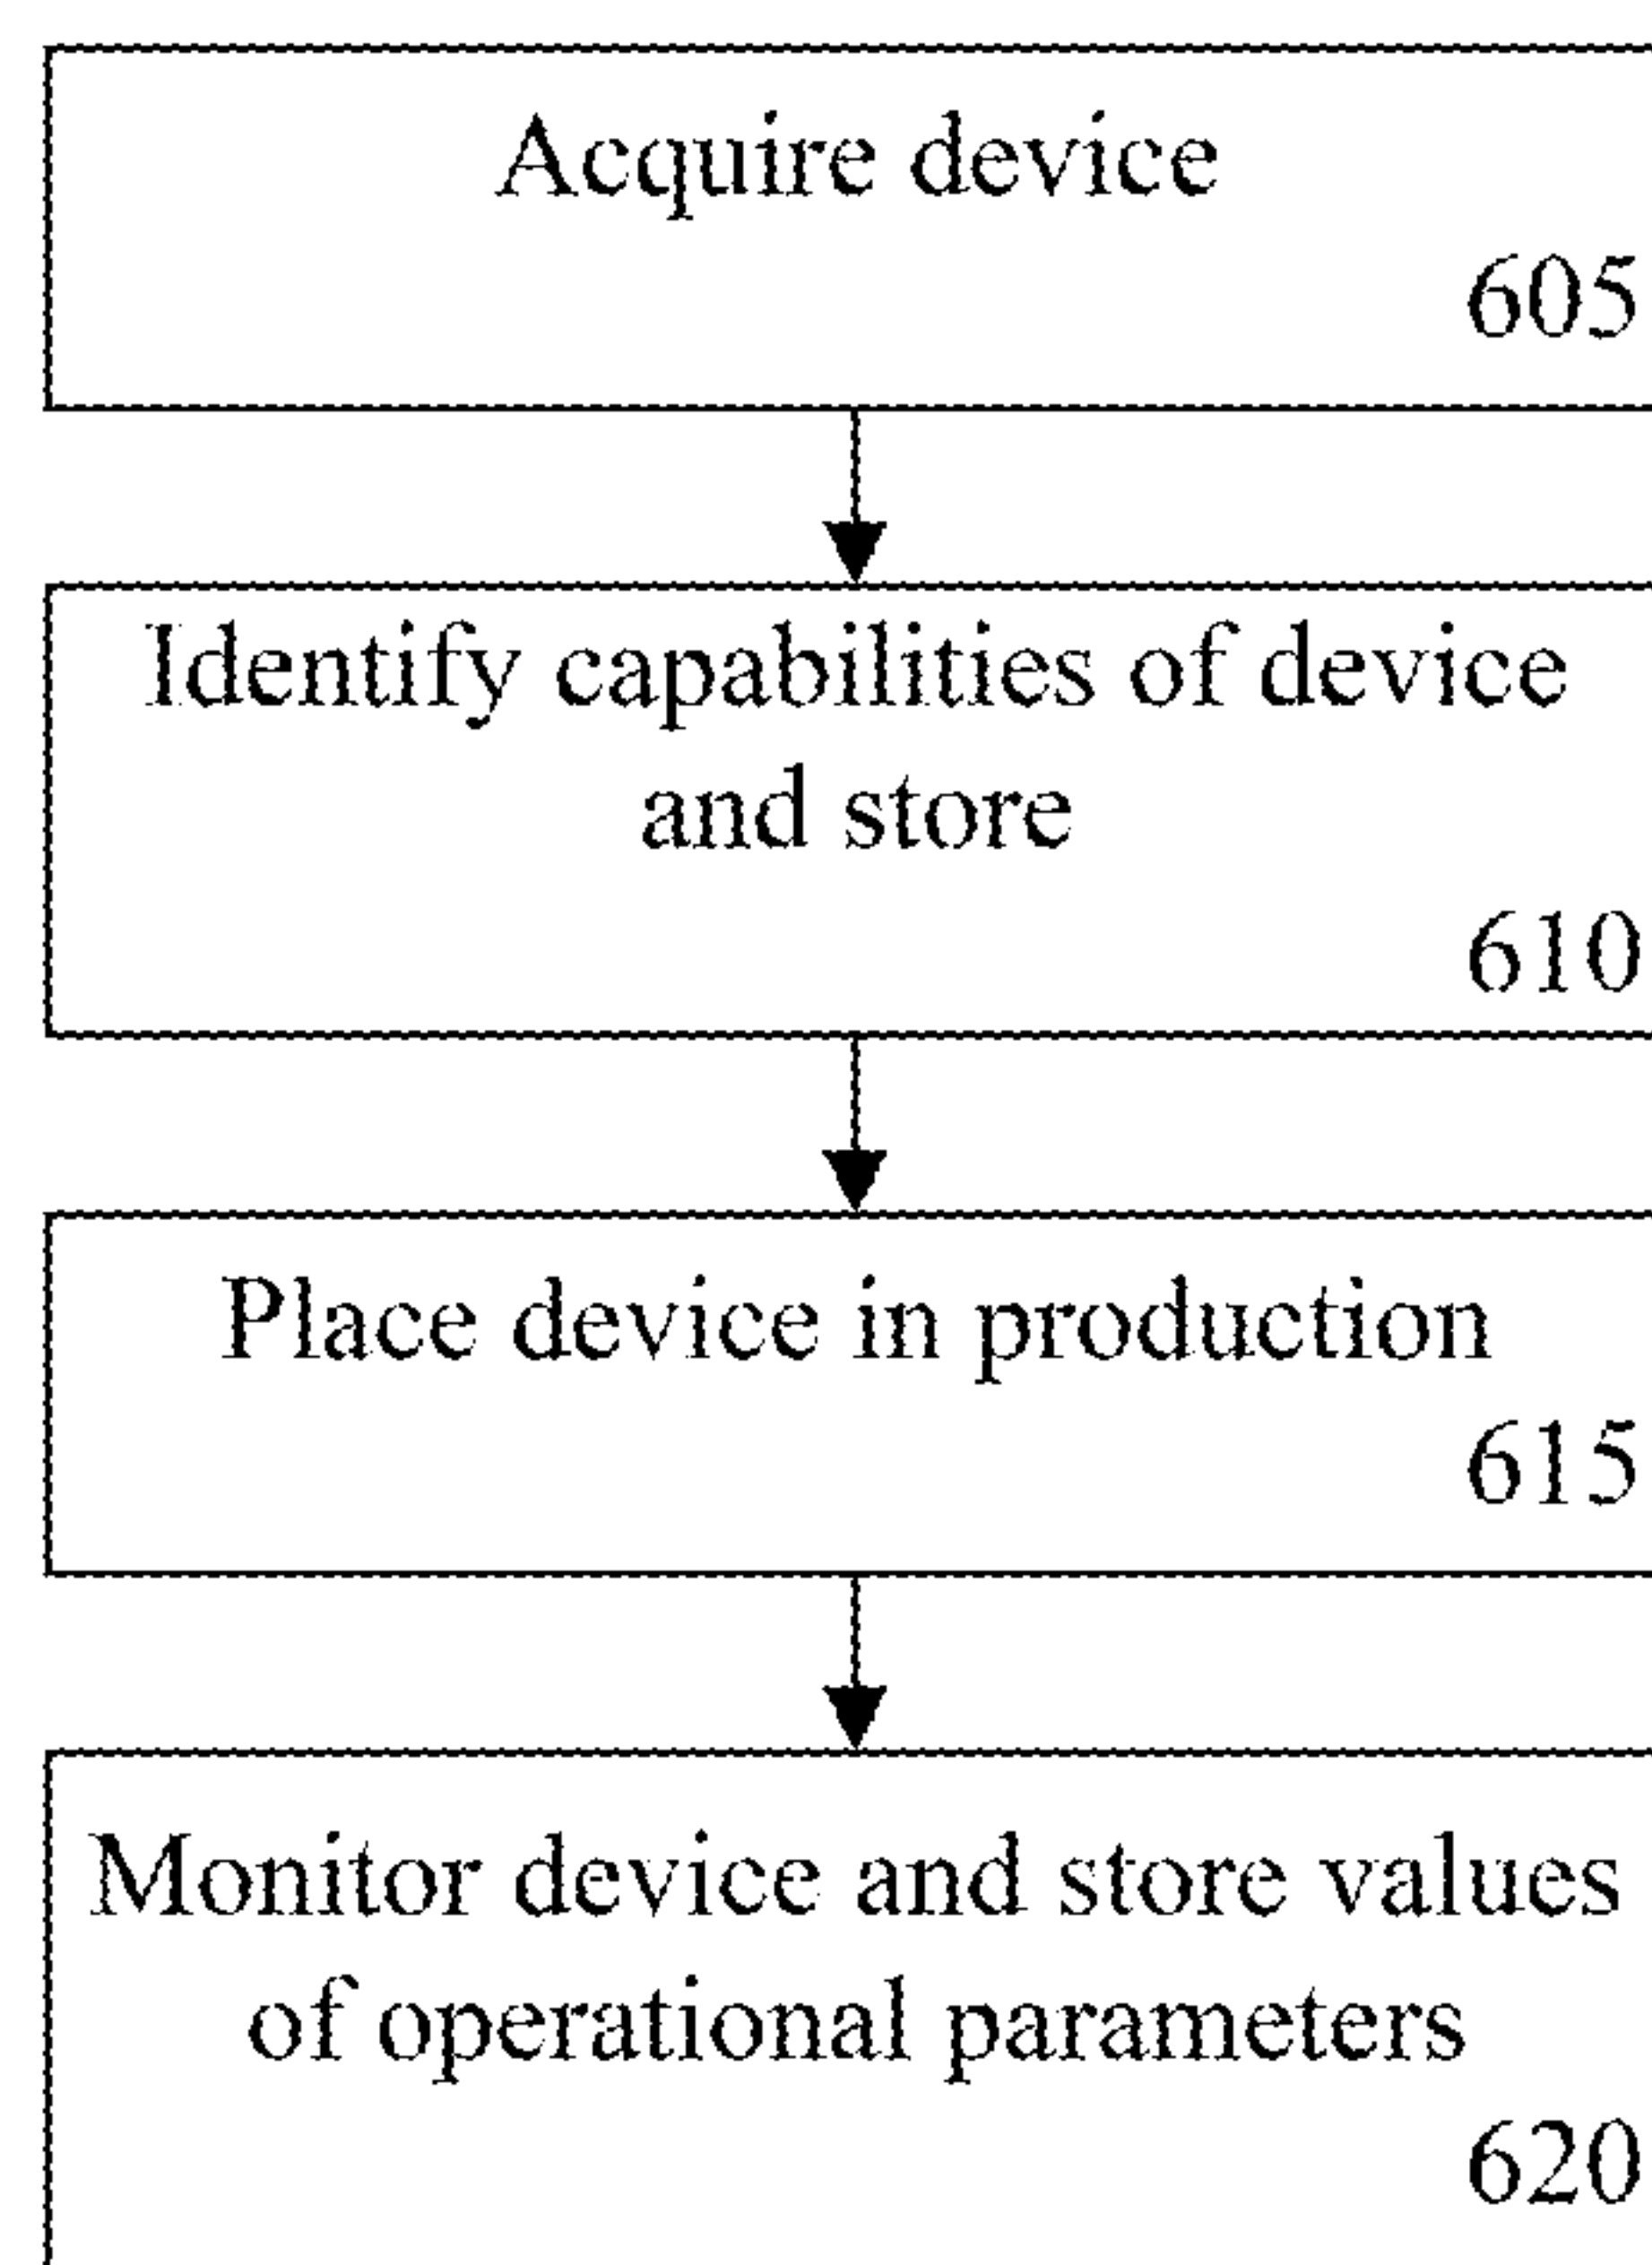 Acquire device
605
Identify capabilities of device
and store
610
Place device in production
615
Monitor device and store values
of operational parameters
620